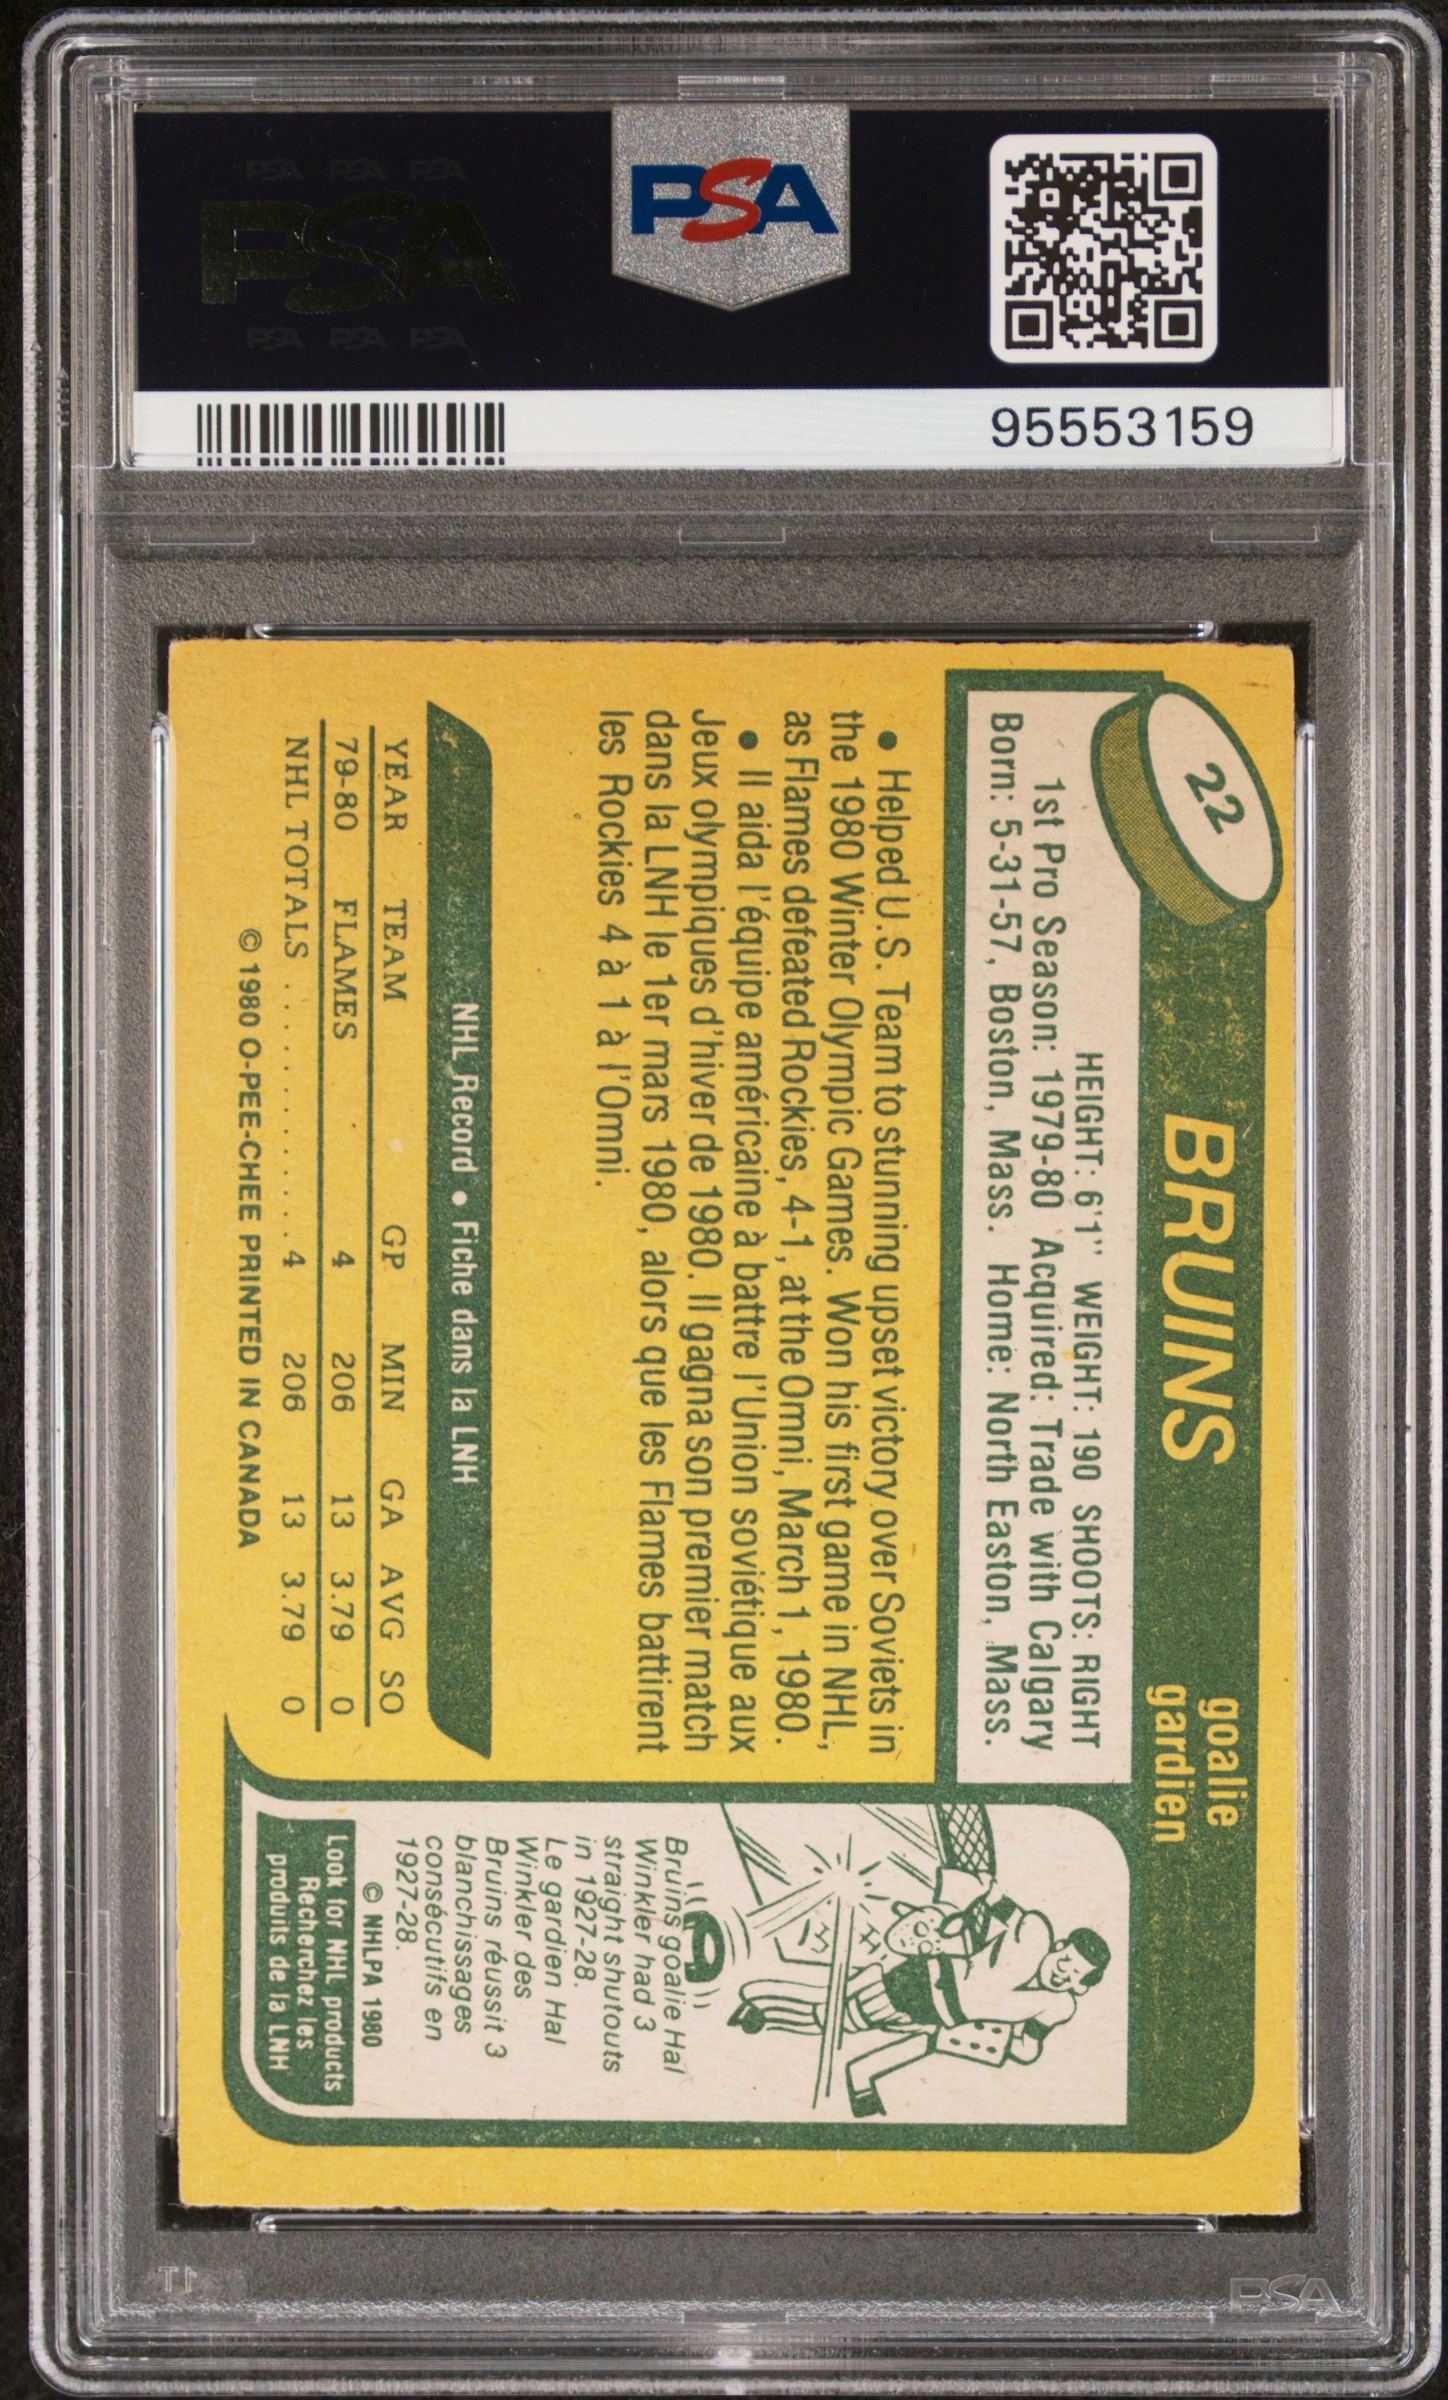 PSA PSA PSA
PSA
PSA PSA PSA
PSA
95553159
22
BRUINS
goalie
gardien
HEIGHT: 6'1" WEIGHT: 190 SHOOTS: RIGHT
1st Pro Season: 1979-80 Acquired: Trade with Calgary
Born: 5-31-57, Boston, Mass. Home: North Easton, Mass.
• Helped U.S. Team to stunning upset victory over Soviets in
the 1980 Winter Olympic Games. Won his first game in NHL,
as Flames defeated Rockies, 4-1, at the Omni, March 1, 1980.
• Il aida l'équipe américaine à battre l'Union soviétique aux
Jeux olympiques d'hiver de 1980. Il gagna son premier match
dans la LNH le 1er mars 1980, alors que les Flames battirent
les Rockies 4 à 1 à l'Omni.
NHL Record • Fiche dans la LNH
YEAR TEAM GP MIN GA AVG SO
79-80 FLAMES 4 206 13 3.79 0
NHL TOTALS . . . . . . . . . . . . 4 206 13 3.79 0
© 1980 O-PEE-CHEE PRINTED IN CANADA
Bruins goalie Hal
Winkler had 3
straight shutouts
in 1927-28.
Le gardien Hal
Winkler des
Bruins réussit 3
blanchissages
consécutifs en
1927-28.
© NHLPA 1980
Look for NHL products
Recherchez les
produits de la LNH
PSA